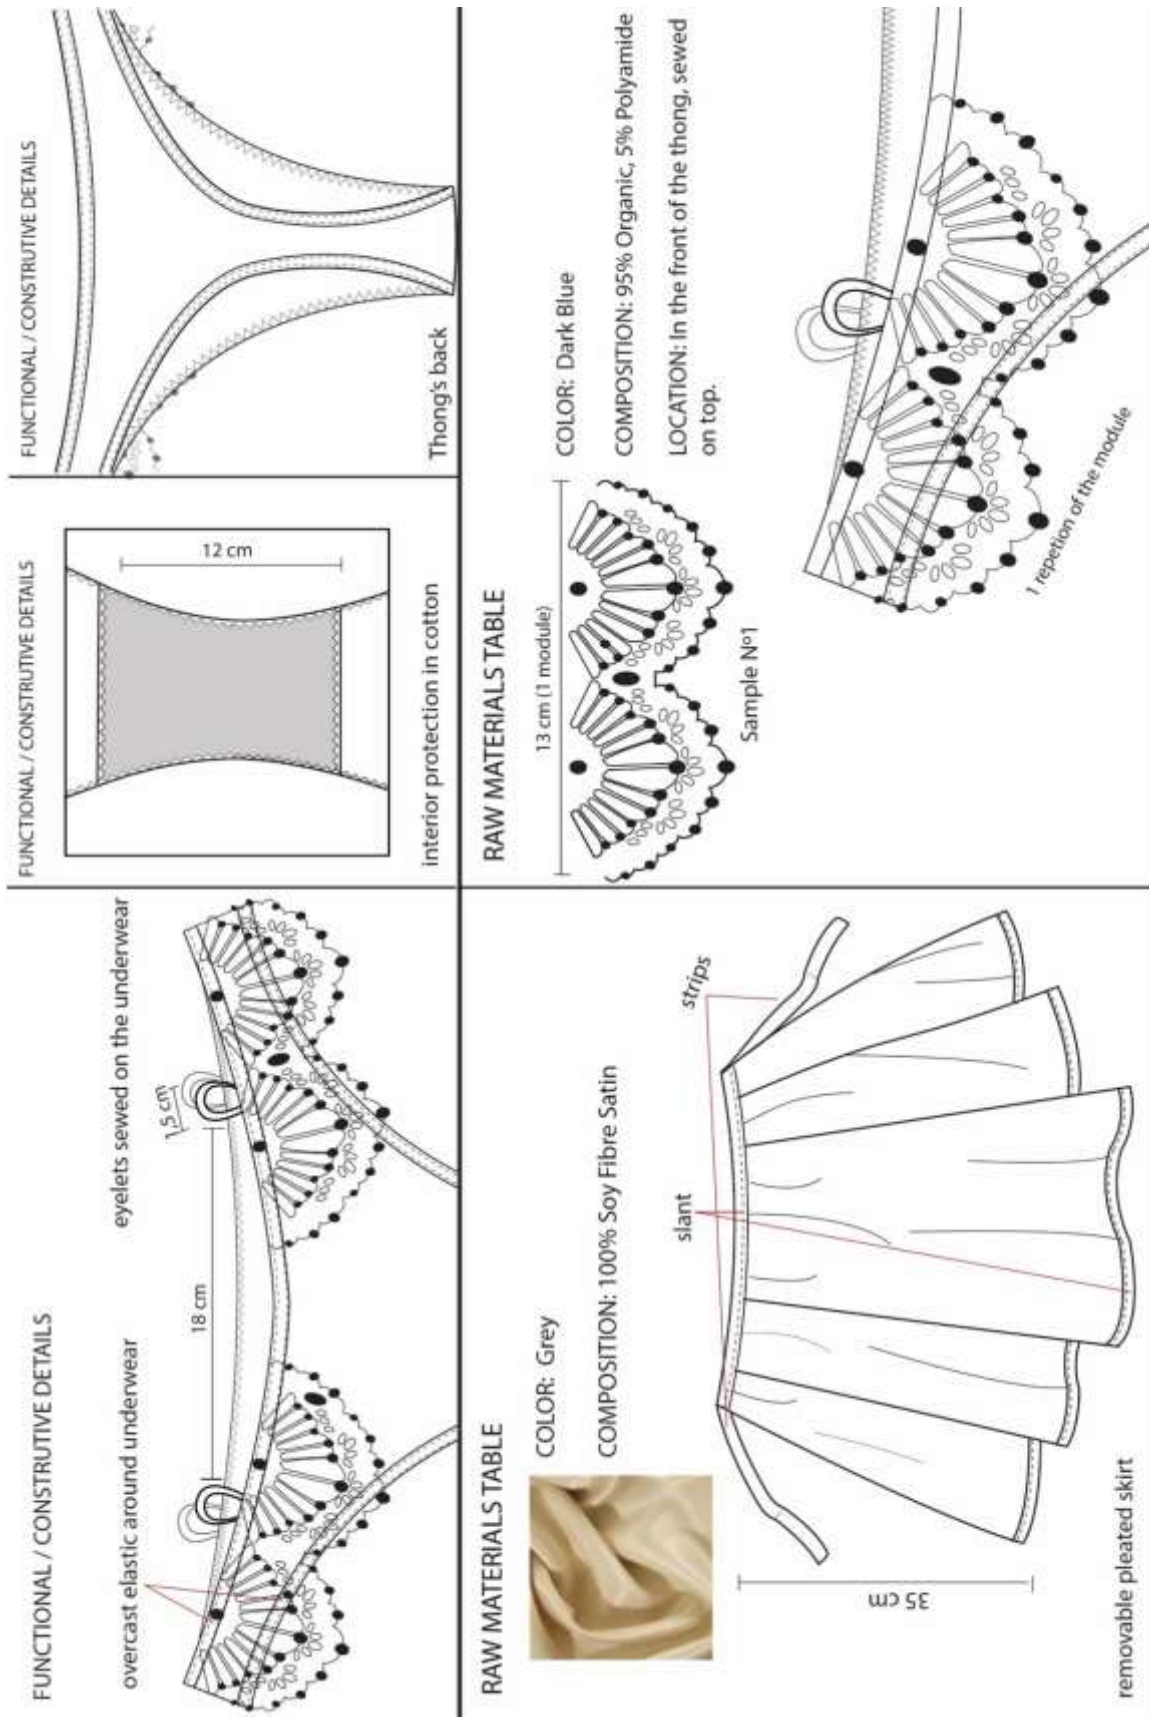 FUNCTIONAL / CONSTRUTIVE DETAILS
overcast elastic around underwear
eyelets sewed on the underwear
18 cm
1,5 cm
FUNCTIONAL / CONSTRUTIVE DETAILS
12 cm
interior protection in cotton
FUNCTIONAL / CONSTRUTIVE DETAILS
Thong's back
RAW MATERIALS TABLE
COLOR: Grey
COMPOSITION: 100% Soy Fibre Satin
slant
strips
35 cm
removable pleated skirt
RAW MATERIALS TABLE
13 cm (1 module)
Sample Nº1
COLOR: Dark Blue
COMPOSITION: 95% Organic, 5% Polyamide
LOCATION: In the front of the thong, sewed
on top.
1 repetion of the module